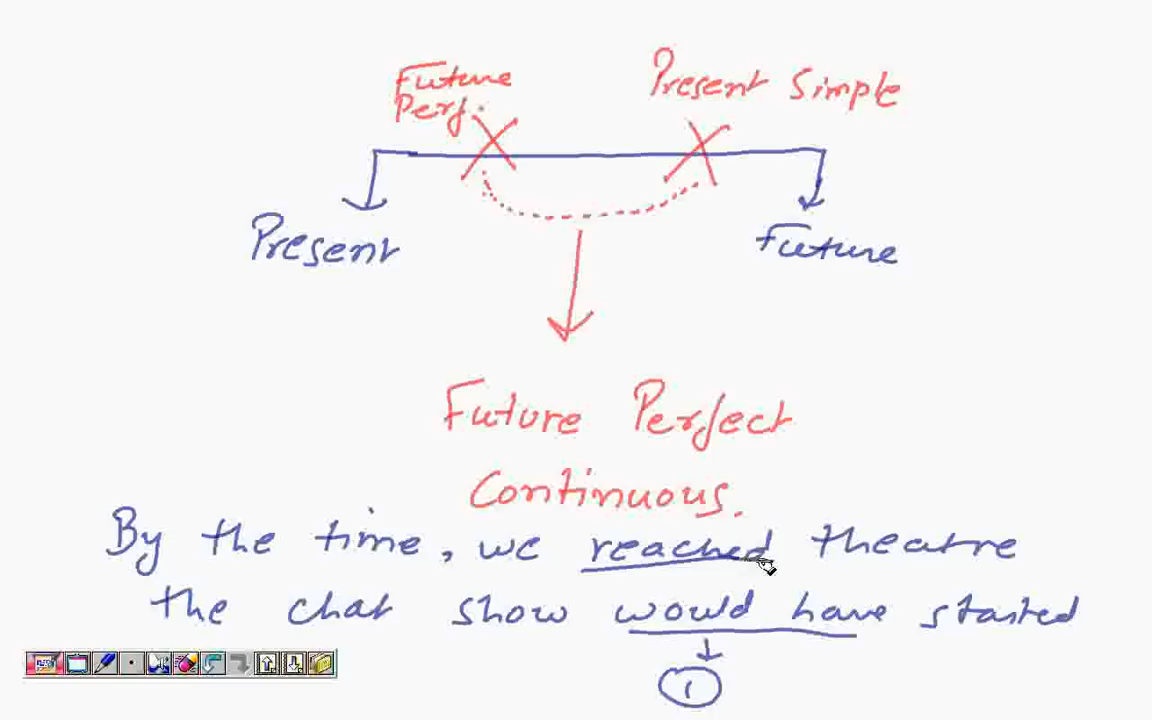 Future
Perf.
Present Simple
Present
Future
Future Perfect
Continuous.
By the time, we reached theatre
the chat show would have started
1